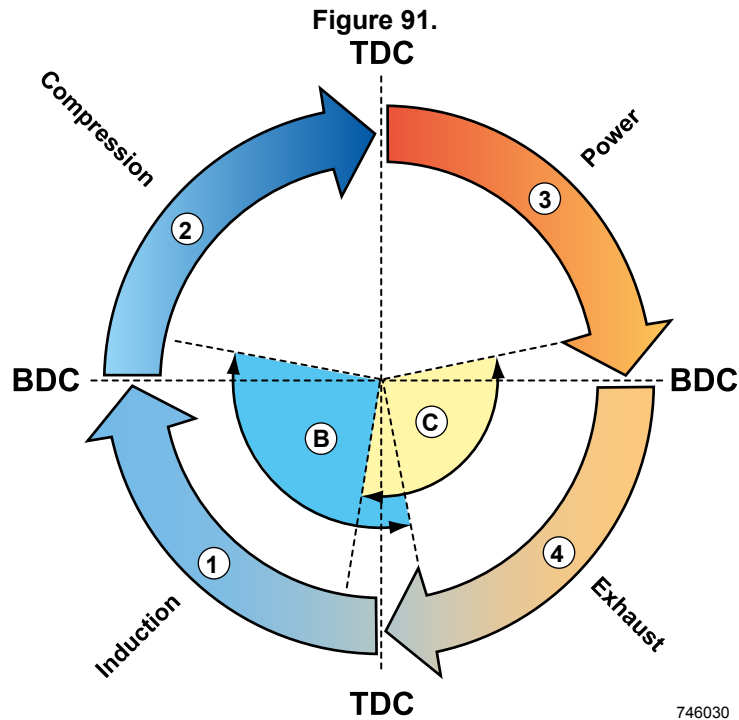 Figure 91.
TDC
Compression
Power
2
3
BDC
BDC
B
C
1
4
Induction
Exhaust
TDC
746030